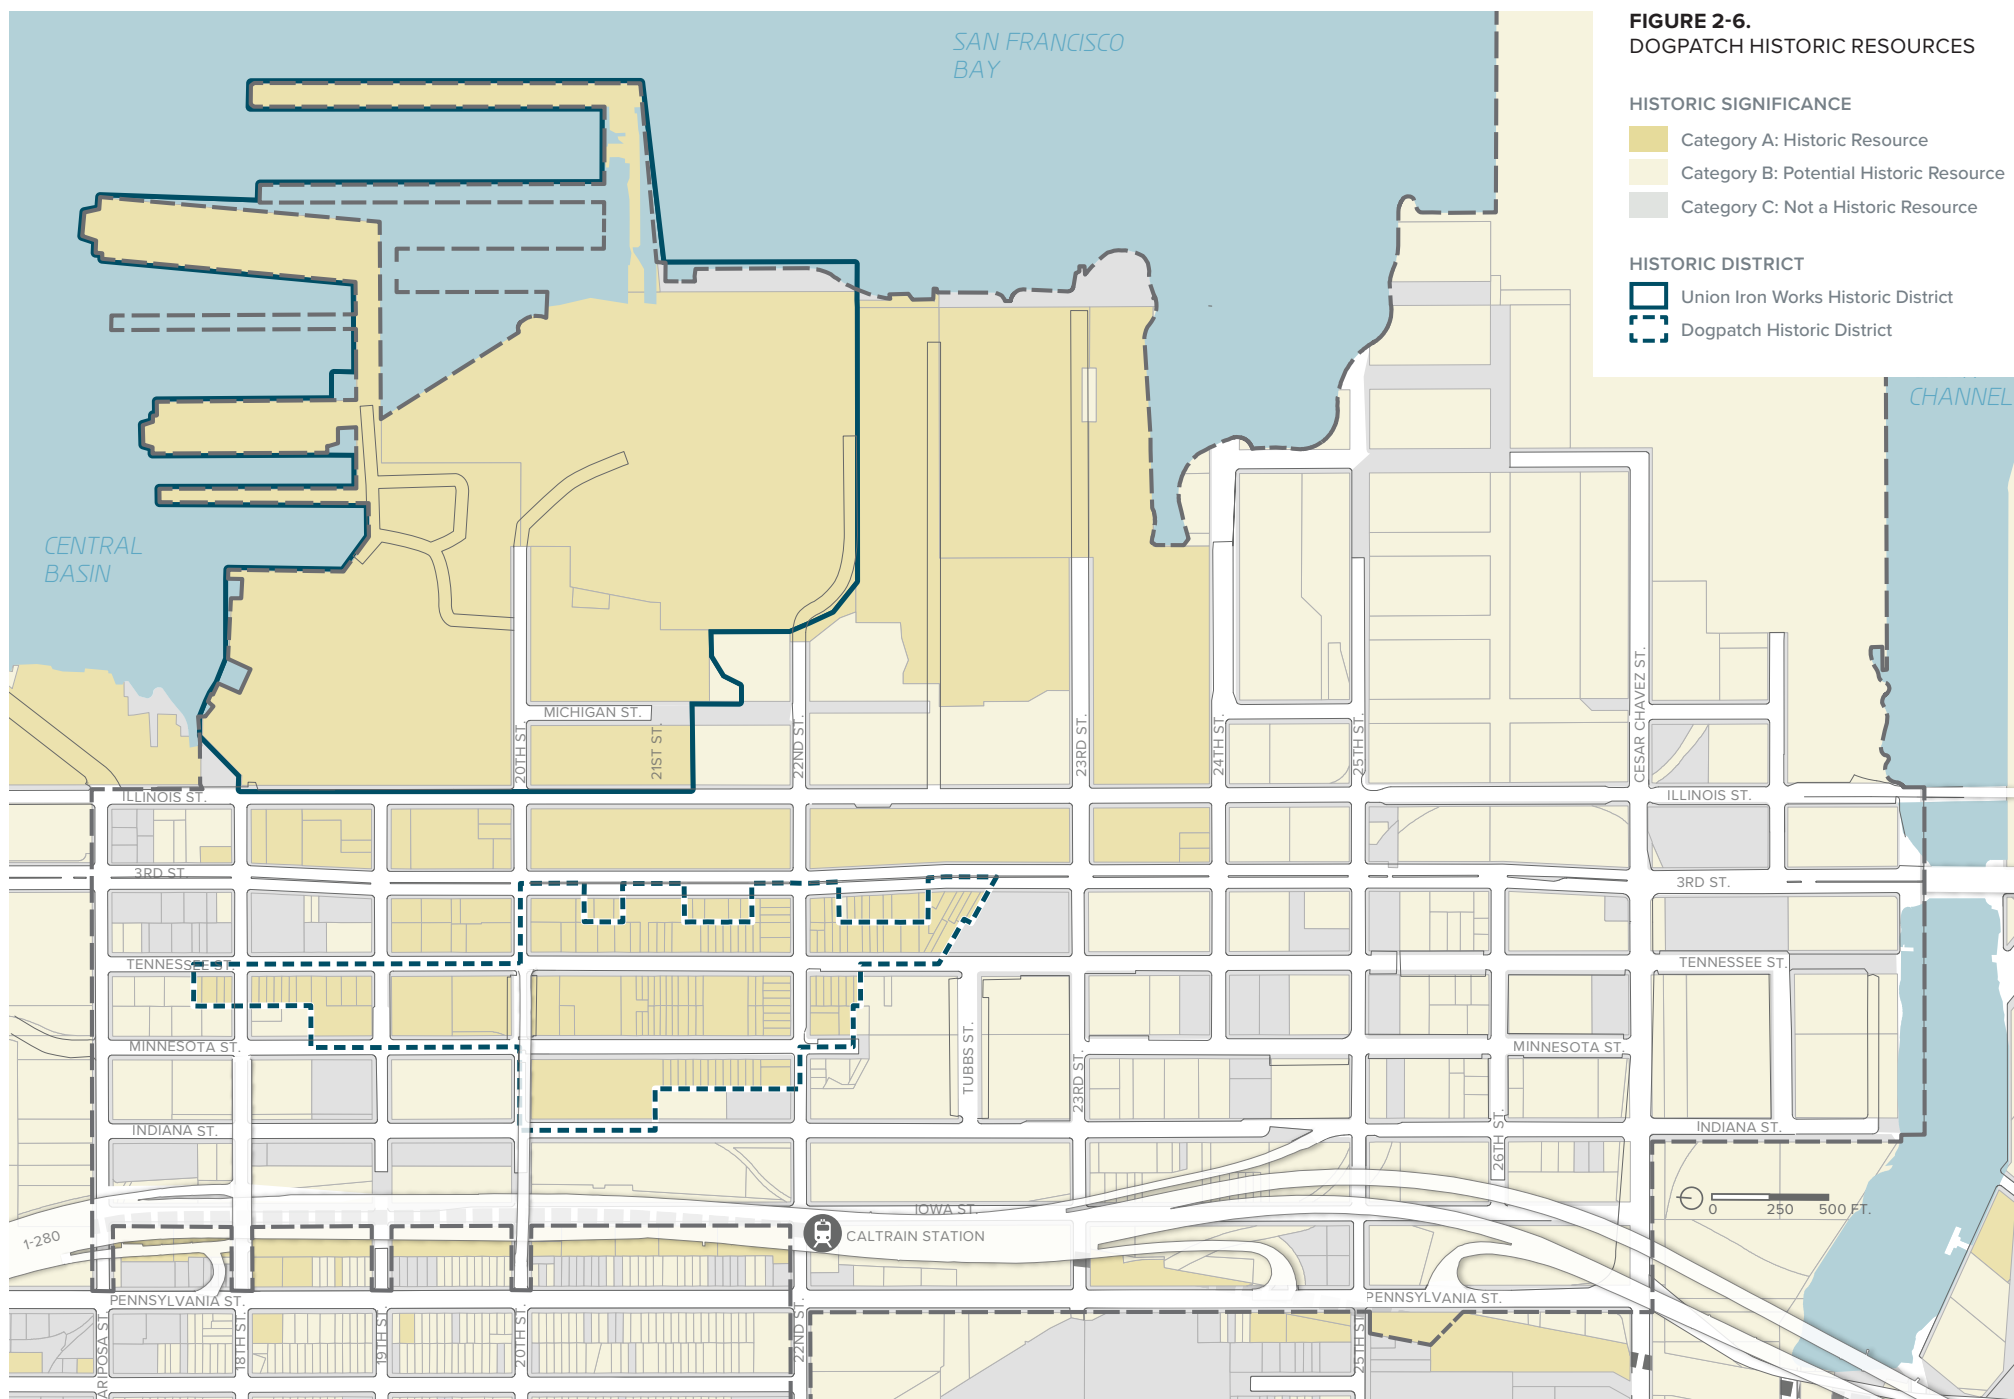 FIGURE 2-6.
DOGPATCH HISTORIC RESOURCES
HISTORIC SIGNIFICANCE
Category A: Historic Resource
Category B: Potential Historic Resource
Category C: Not a Historic Resource
HISTORIC DISTRICT
Union Iron Works Historic District
Dogpatch Historic District
SAN FRANCISCO
BAY
CHANNEL
CENTRAL
BASIN
MICHIGAN ST.
20TH ST.
21ST ST.
22ND ST.
23RD ST.
24TH ST.
25TH ST.
CESAR CHAVEZ ST.
ILLINOIS ST.
ILLINOIS ST.
3RD ST.
3RD ST.
TENNESSEE ST.
TENNESSEE ST.
MINNESOTA ST.
MINNESOTA ST.
TUBBS ST.
23RD ST.
INDIANA ST.
INDIANA ST.
26TH ST.
IOWA ST.
0 250 500 FT.
1-280
CALTRAIN STATION
PENNSYLVANIA ST.
PENNSYLVANIA ST.
ARIPOSA ST.
18TH ST.
19TH ST.
20TH ST.
22ND ST.
25TH ST.